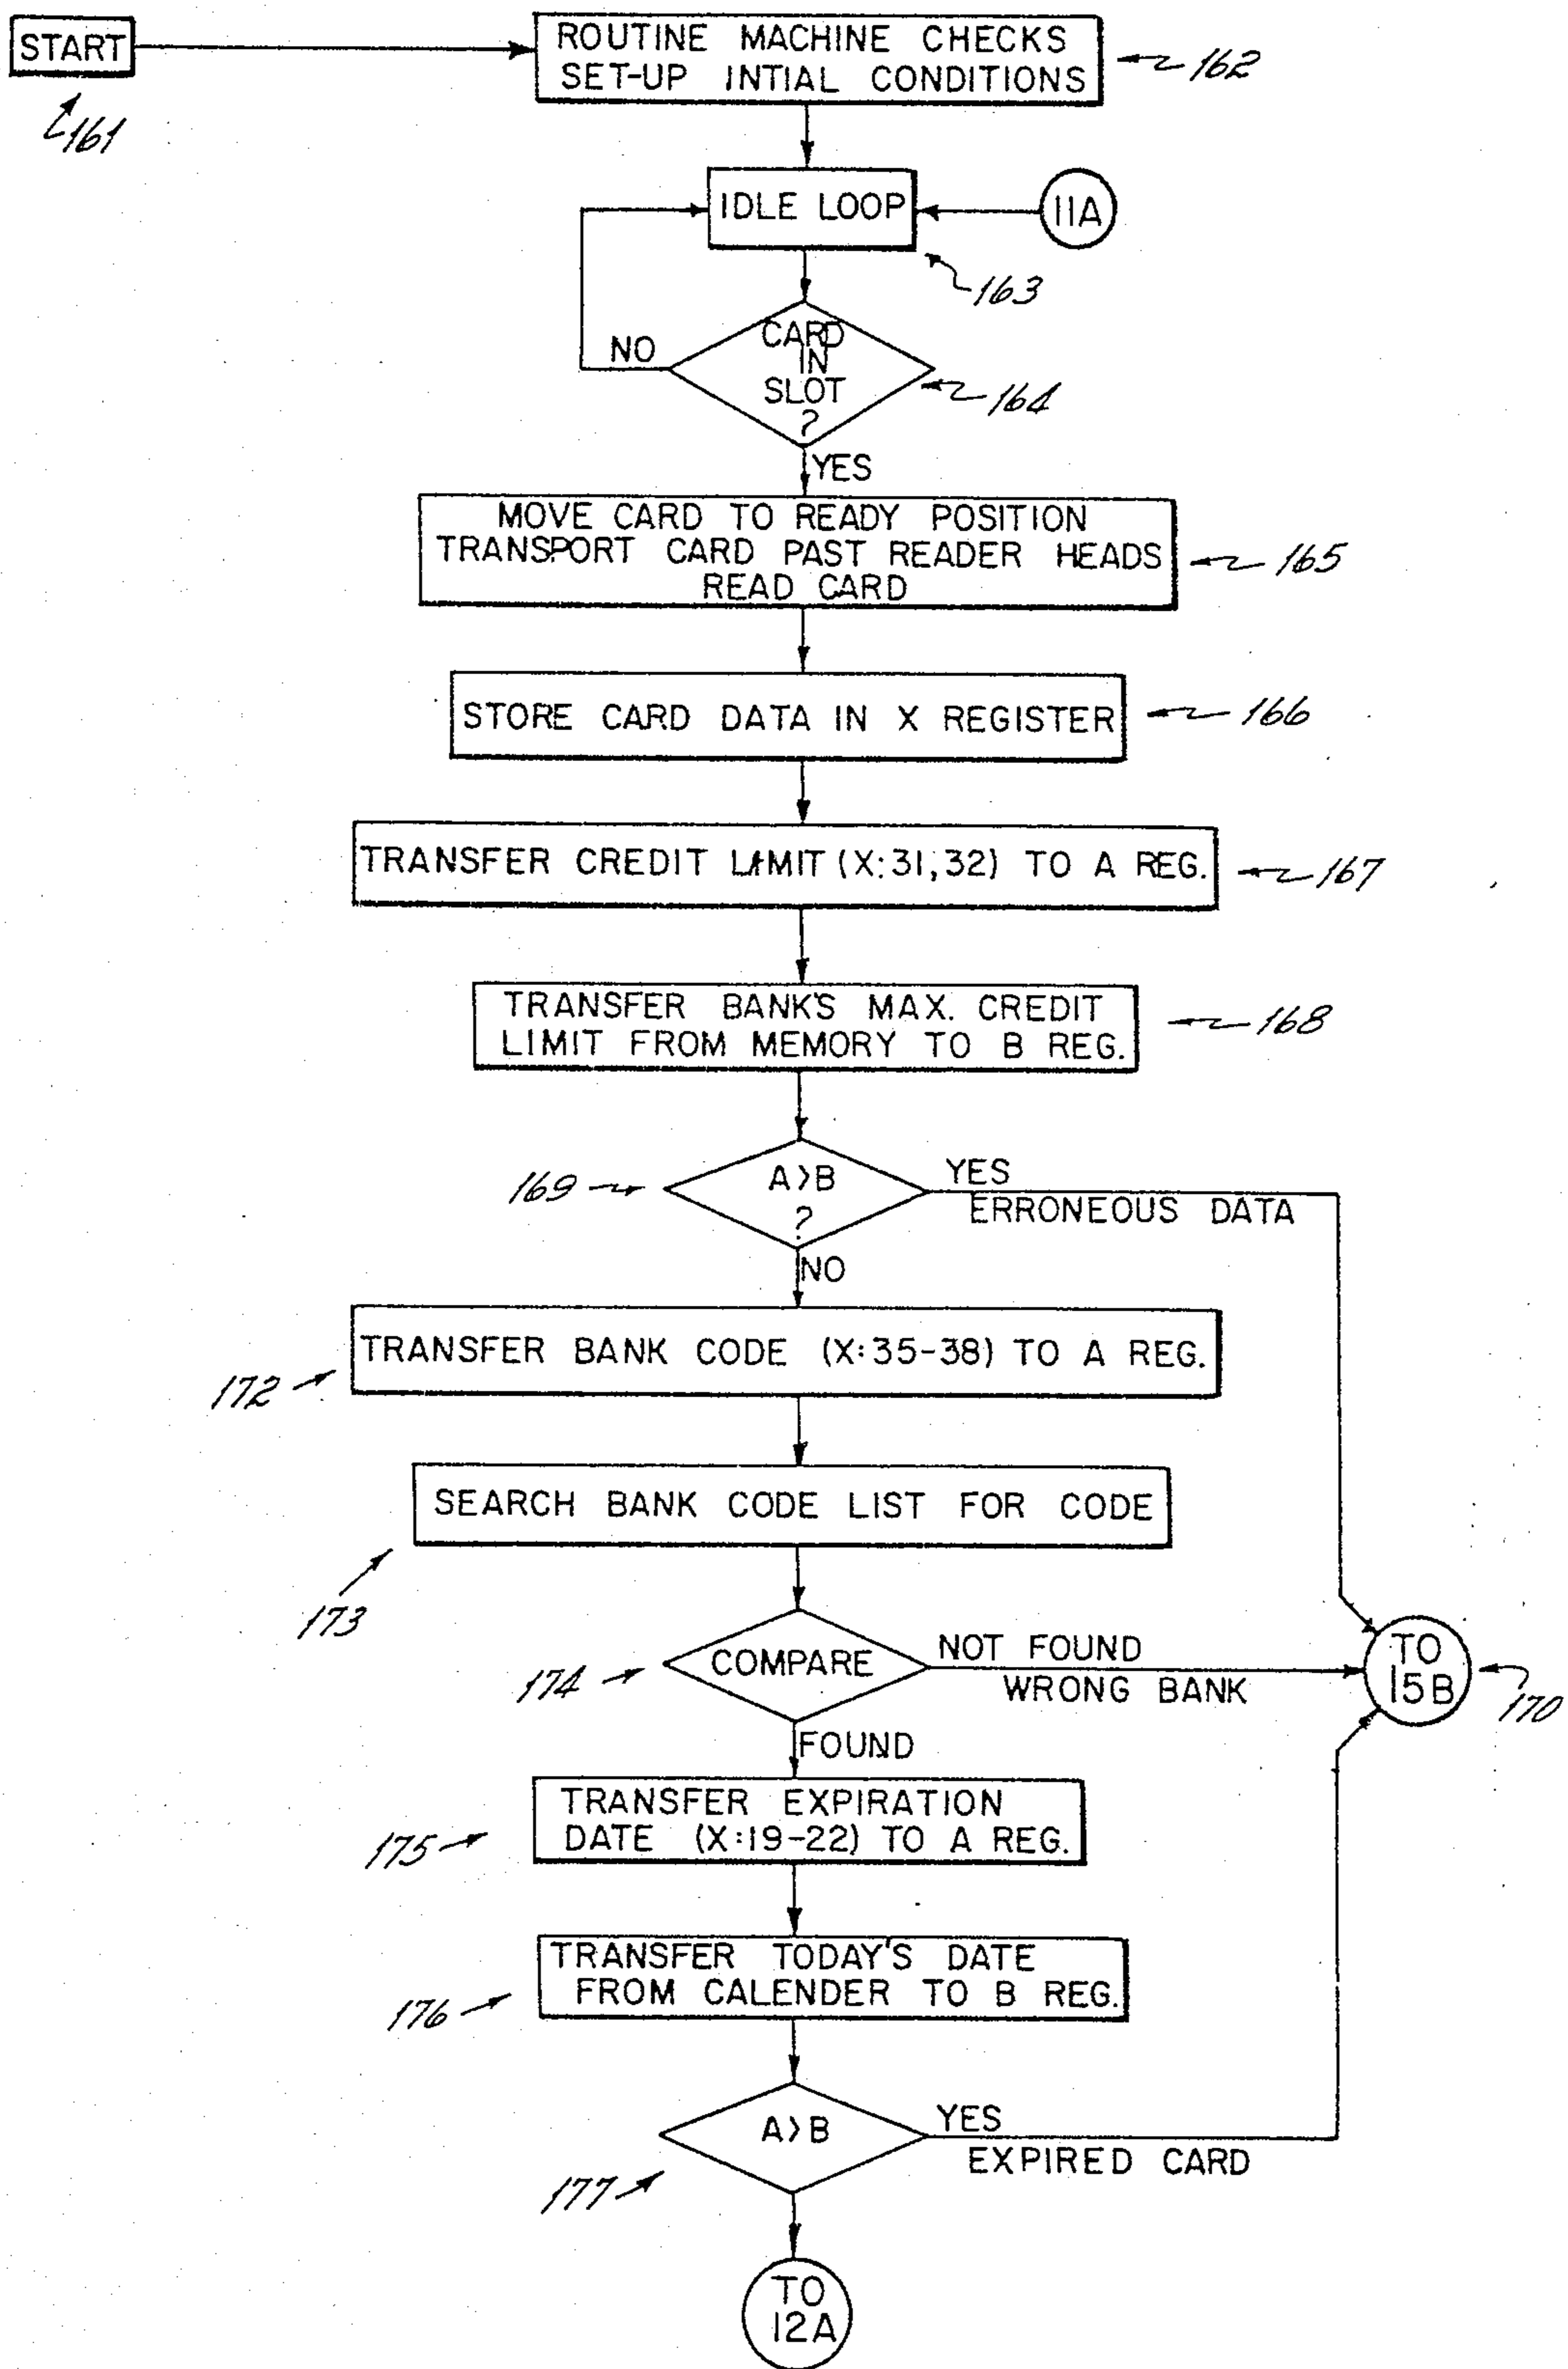 START
161
ROUTINE MACHINE CHECKS
SET-UP INTIAL CONDITIONS
162
IDLE LOOP
11A
163
CARD
IN
SLOT
?
NO
164
YES
MOVE CARD TO READY POSITION
TRANSPORT CARD PAST READER HEADS
READ CARD
165
STORE CARD DATA IN X REGISTER
166
TRANSFER CREDIT LIMIT (X:31,32) TO A REG.
167
TRANSFER BANK'S MAX. CREDIT
LIMIT FROM MEMORY TO B REG.
168
169
A>B
?
YES
ERRONEOUS DATA
NO
TRANSFER BANK CODE (X:35-38) TO A REG.
172
SEARCH BANK CODE LIST FOR CODE
173
COMPARE
174
NOT FOUND
WRONG BANK
TO
15B
170
FOUND
TRANSFER EXPIRATION
DATE (X:19-22) TO A REG.
175
TRANSFER TODAY'S DATE
FROM CALENDER TO B REG.
176
A>B
YES
EXPIRED CARD
177
TO
12A